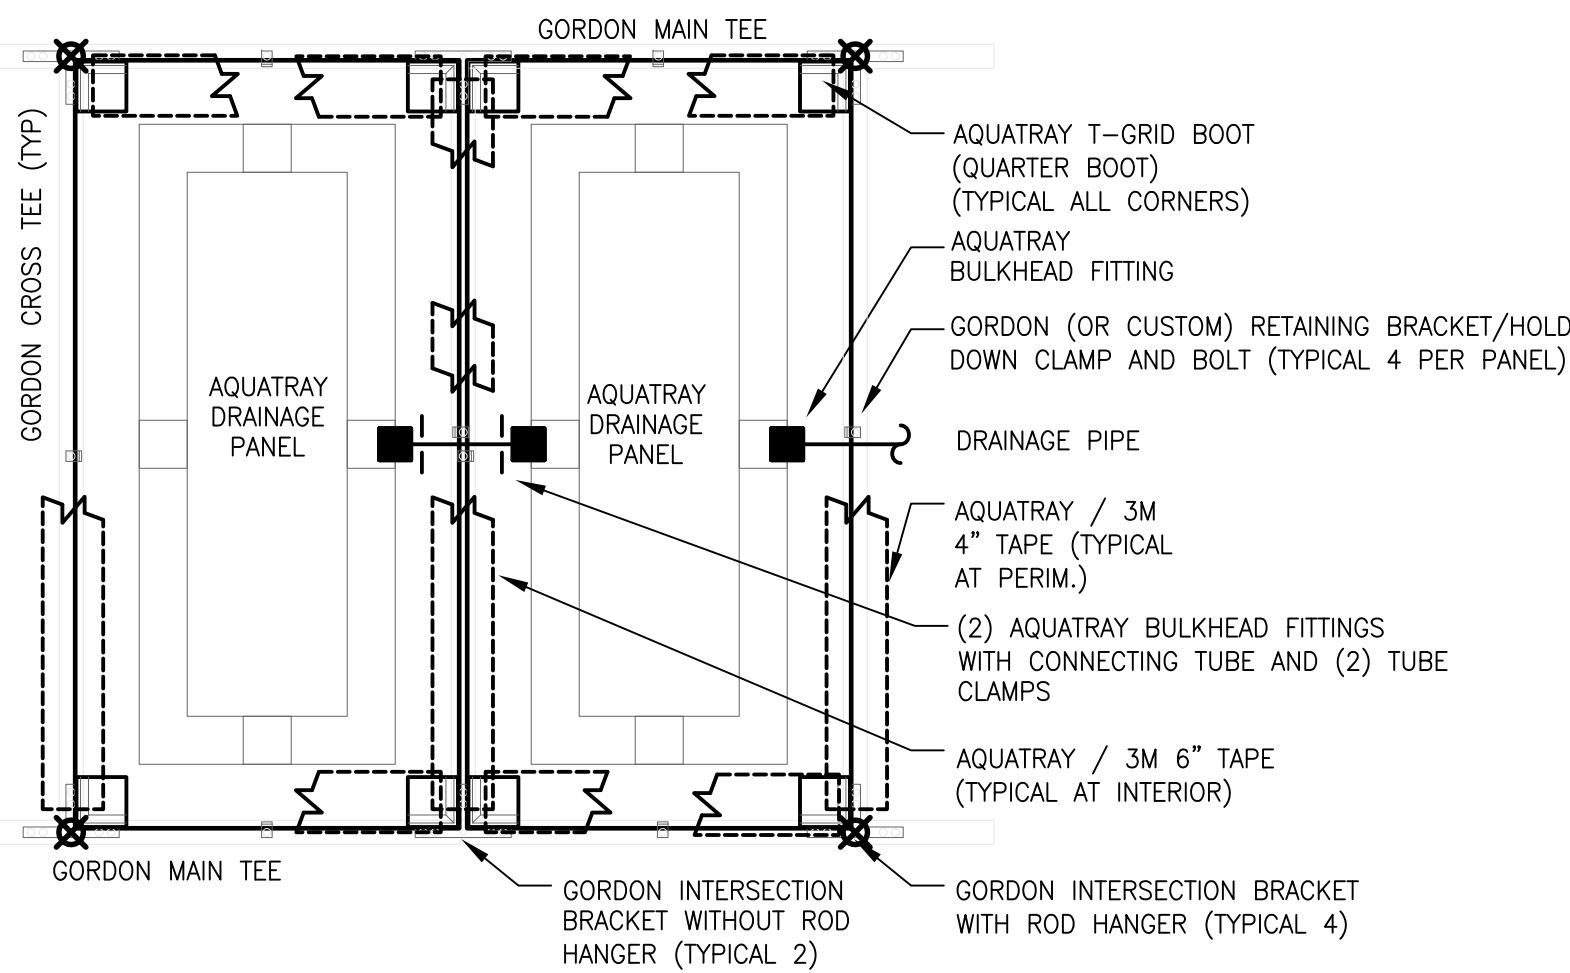 GORDON MAIN TEE
GORDON CROSS TEE (TYP)
AQUATRAY T-GRID BOOT
(QUARTER BOOT)
(TYPICAL ALL CORNERS)
AQUATRAY
BULKHEAD FITTING
GORDON (OR CUSTOM) RETAINING BRACKET/HOLD
DOWN CLAMP AND BOLT (TYPICAL 4 PER PANEL)
AQUATRAY
DRAINAGE
PANEL
AQUATRAY
DRAINAGE
PANEL
DRAINAGE PIPE
AQUATRAY / 3M
4" TAPE (TYPICAL
AT PERIM.)
(2) AQUATRAY BULKHEAD FITTINGS
WITH CONNECTING TUBE AND (2) TUBE
CLAMPS
AQUATRAY / 3M 6" TAPE
(TYPICAL AT INTERIOR)
GORDON MAIN TEE
GORDON INTERSECTION
BRACKET WITHOUT ROD
HANGER (TYPICAL 2)
GORDON INTERSECTION BRACKET
WITH ROD HANGER (TYPICAL 4)